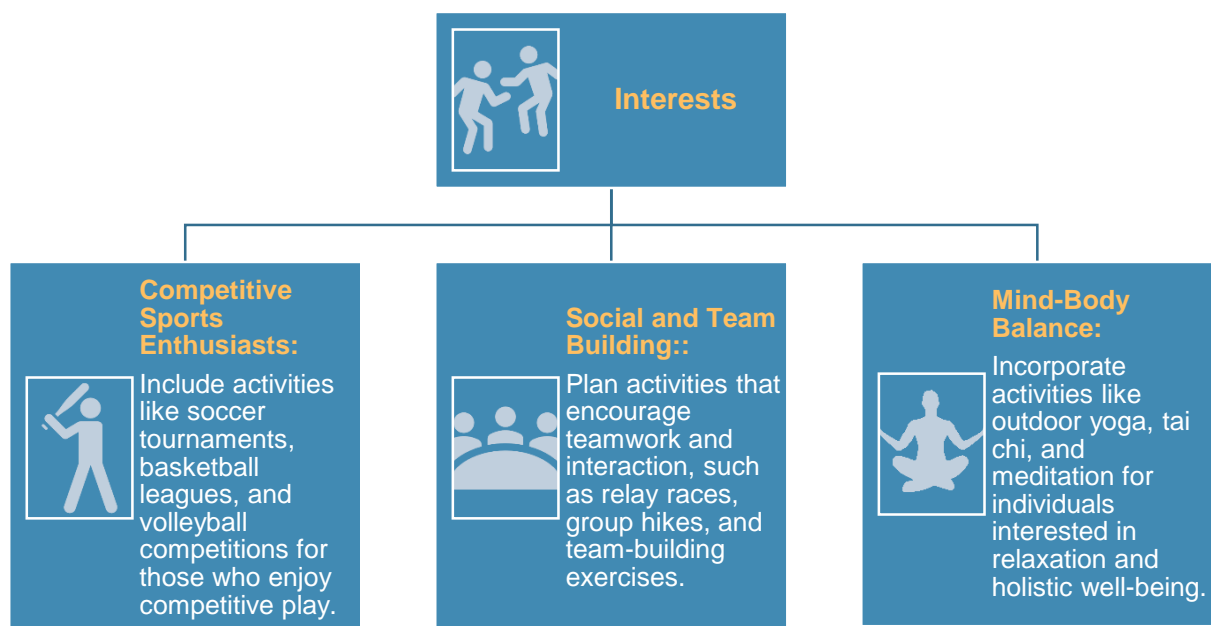 Interests
Competitive
Sports
Enthusiasts:
Include activities
like soccer
tournaments,
basketball
leagues, and
volleyball
competitions for
those who enjoy
competitive play.
Social and Team
Building::
Plan activities that
encourage
teamwork and
interaction, such
as relay races,
group hikes, and
team-building
exercises.
Mind-Body
Balance:
Incorporate
activities like
outdoor yoga, tai
chi, and
meditation for
individuals
interested in
relaxation and
holistic well-being.